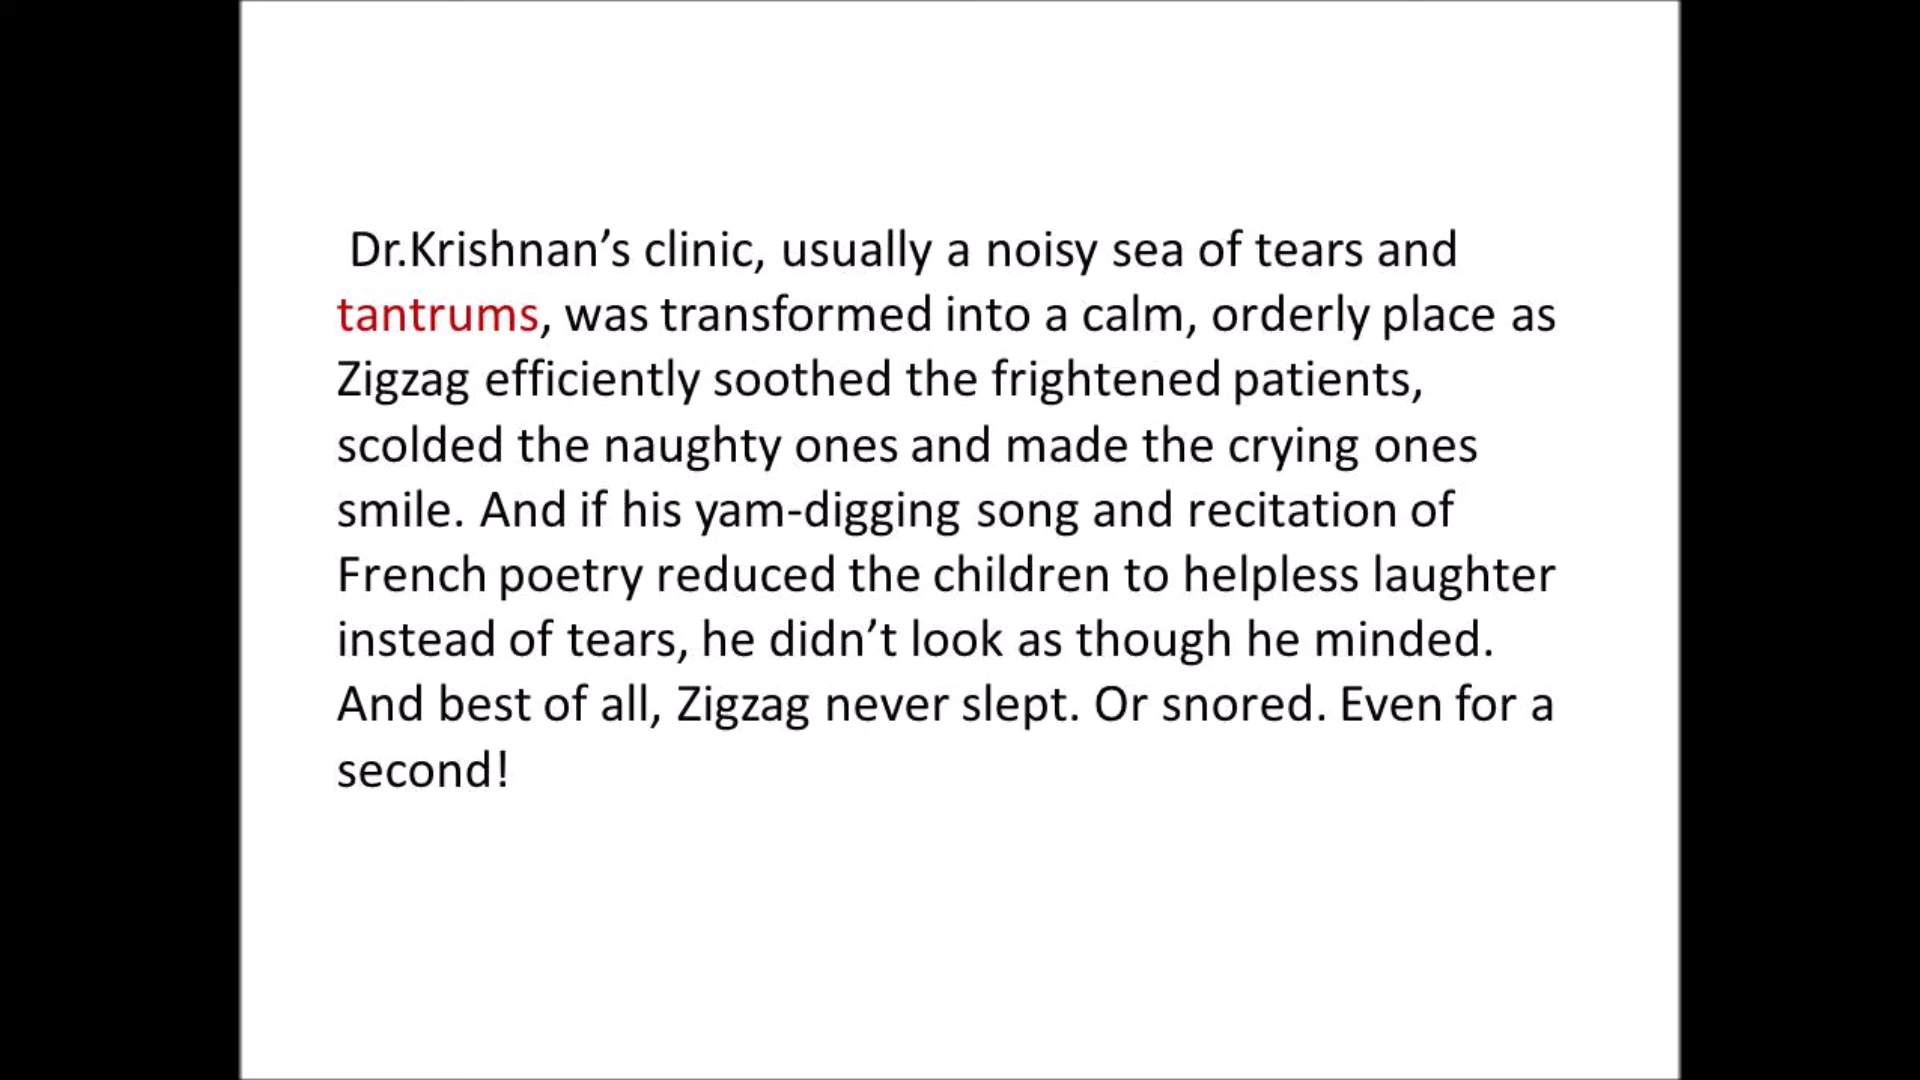 Dr.Krishnan’s clinic, usually a noisy sea of tears and
tantrums, was transformed into a calm, orderly place as
Zigzag efficiently soothed the frightened patients,
scolded the naughty ones and made the crying ones
smile. And if his yam-digging song and recitation of
French poetry reduced the children to helpless laughter
instead of tears, he didn’t look as though he minded.
And best of all, Zigzag never slept. Or snored. Even for a
second!